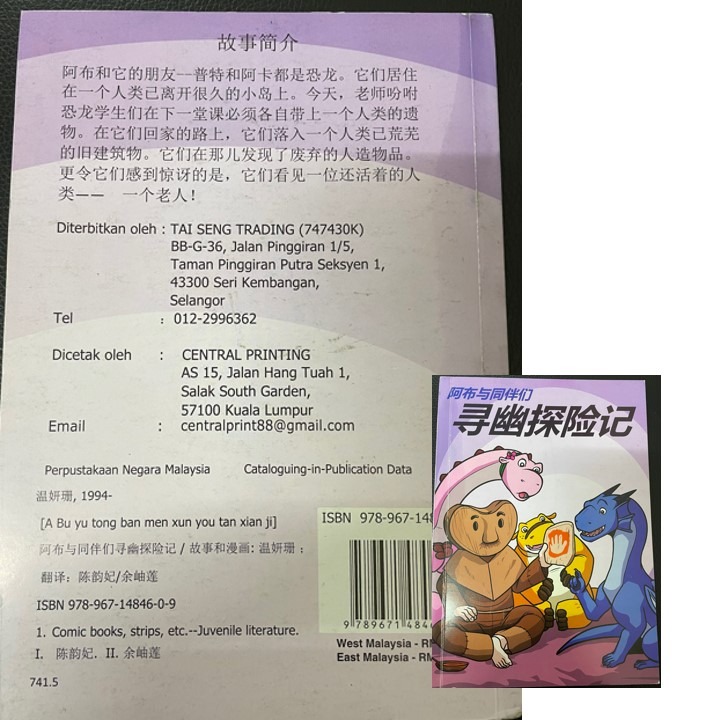 故事简介
阿布和它的朋友--普特和阿卡都是恐龙。它们居住
在一个人类已离开很久的小岛上。今天，老师吩咐
恐龙学生们在下一堂课必须各自带上一个人类的遗
物。在它们回家的路上，它们落入一个人类已荒芜
的旧建筑物。它们在那儿发现了废弃的人造物品。
更令它们感到惊讶的是，它们看见一位还活着的人
类—— 一个老人！
Diterbitkan oleh : TAI SENG TRADING (747430K)
BB-G-36, Jalan Pinggiran 1/5,
Taman Pinggiran Putra Seksyen 1,
43300 Seri Kembangan,
Selangor
Tel : 012-2996362
Dicetak oleh : CENTRAL PRINTING
AS 15, Jalan Hang Tuah 1,
Salak South Garden,
57100 Kuala Lumpur
Email : centralprint88@gmail.com
Perpustakaan Negara Malaysia Cataloguing-in-Publication Data
温妍珊, 1994-
[A Bu yu tong ban men xun you tan xian ji]
阿布与同伴们寻幽探险记 / 故事和漫画: 温妍珊 ;
翻译: 陈韵妃/余岫莲
ISBN 978-967-14846-0-9
1. Comic books, strips, etc.--Juvenile literature.
I. 陈韵妃. II. 余岫莲
741.5
ISBN 978-967-148
9 789671 484
West Malaysia - RM
East Malaysia - RM
阿布与同伴们
寻幽探险记